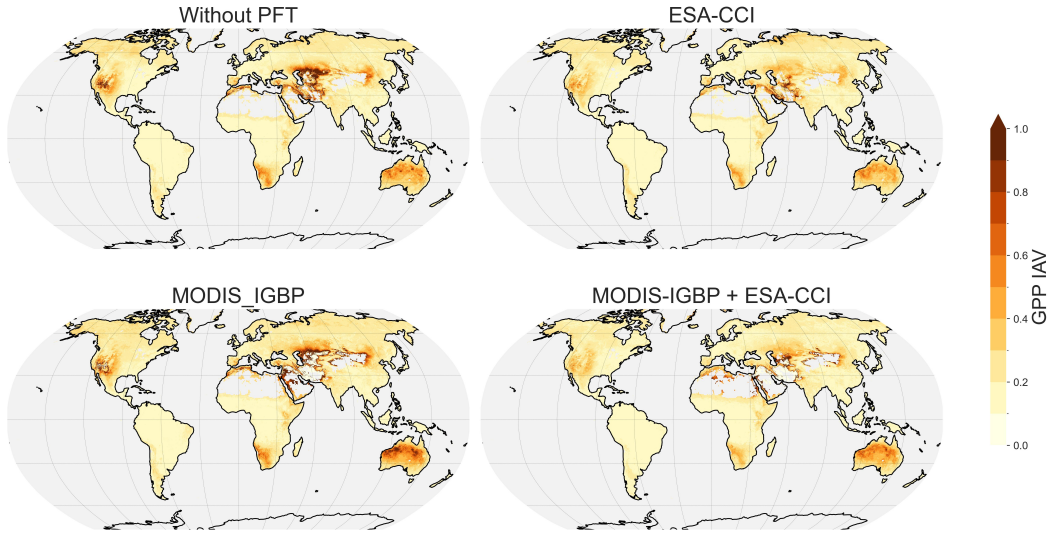 Without PFT
ESA-CCI
MODIS_IGBP
MODIS-IGBP + ESA-CCI
1.0
0.8
0.6
0.4
0.2
0.0
GPP IAV